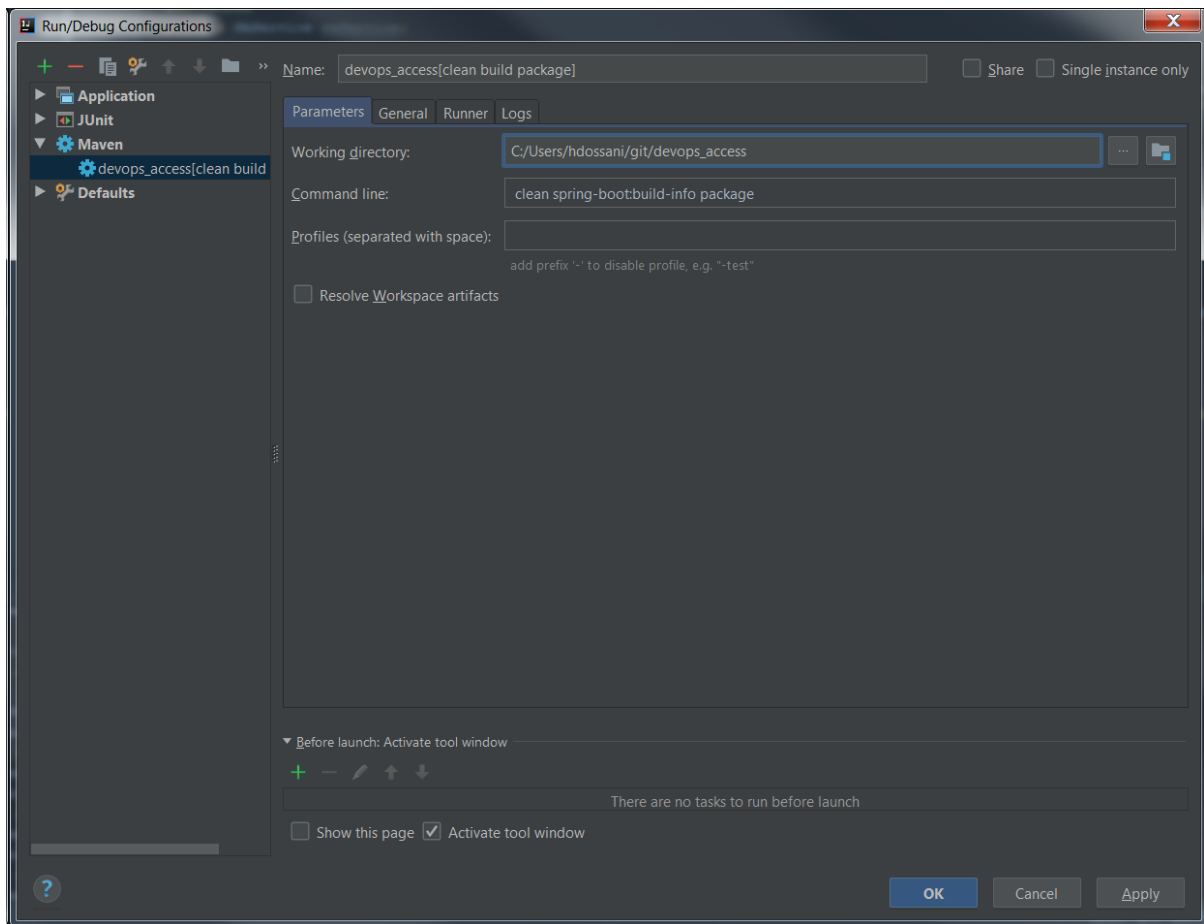 Run/Debug Configurations
Name: devops_access[clean build package] Share Single instance only
Application
JUnit
Maven
devops_access[clean build
Defaults
Parameters General Runner Logs
Working directory: C:/Users/hdossani/git/devops_access ...
Command line: clean spring-boot:build-info package
Profiles (separated with space):
add prefix '-' to disable profile, e.g. "-test"
Resolve Workspace artifacts
Before launch: Activate tool window
There are no tasks to run before launch
Show this page Activate tool window
? OK Cancel Apply